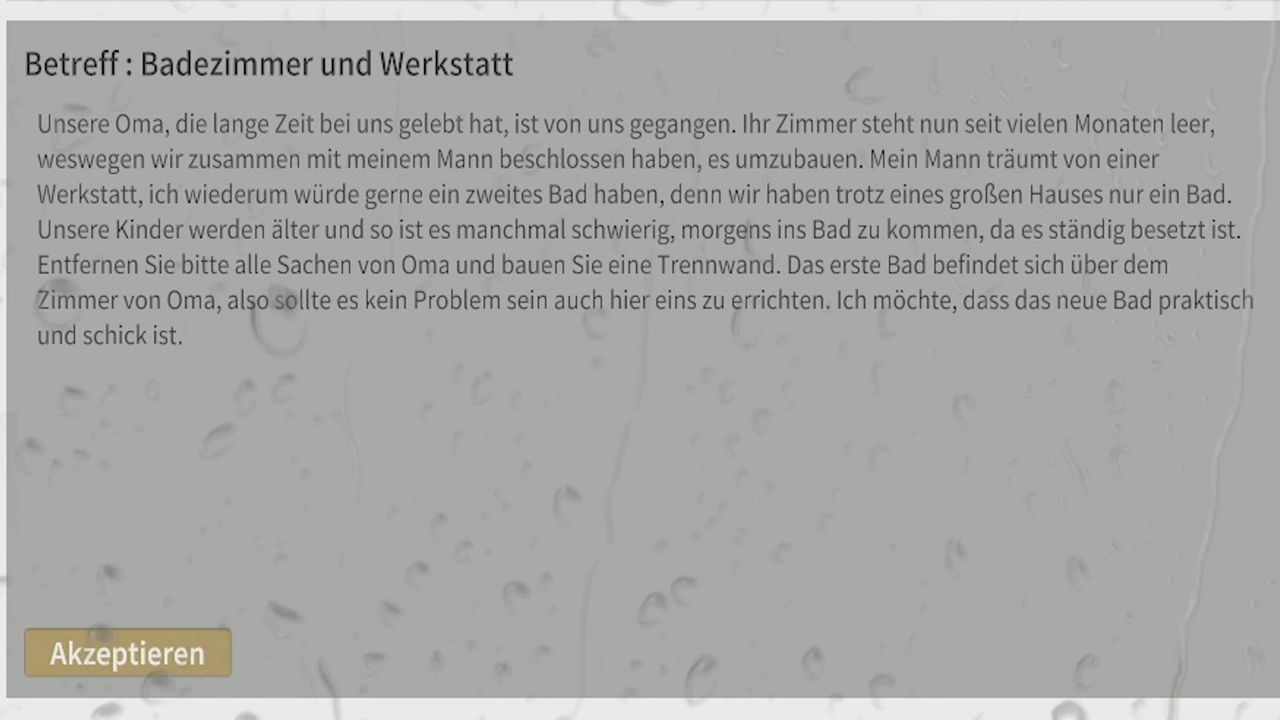 Betreff : Badezimmer und Werkstatt
Unsere Oma, die lange Zeit bei uns gelebt hat, ist von uns gegangen. Ihr Zimmer steht nun seit vielen Monaten leer,
weswegen wir zusammen mit meinem Mann beschlossen haben, es umzubauen. Mein Mann träumt von einer
Werkstatt, ich wiederum würde gerne ein zweites Bad haben, denn wir haben trotz eines großen Hauses nur ein Bad.
Unsere Kinder werden älter und so ist es manchmal schwierig, morgens ins Bad zu kommen, da es ständig besetzt ist.
Entfernen Sie bitte alle Sachen von Oma und bauen Sie eine Trennwand. Das erste Bad befindet sich über dem
Zimmer von Oma, also sollte es kein Problem sein auch hier eins zu errichten. Ich möchte, dass das neue Bad praktisch
und schick ist.
Akzeptieren